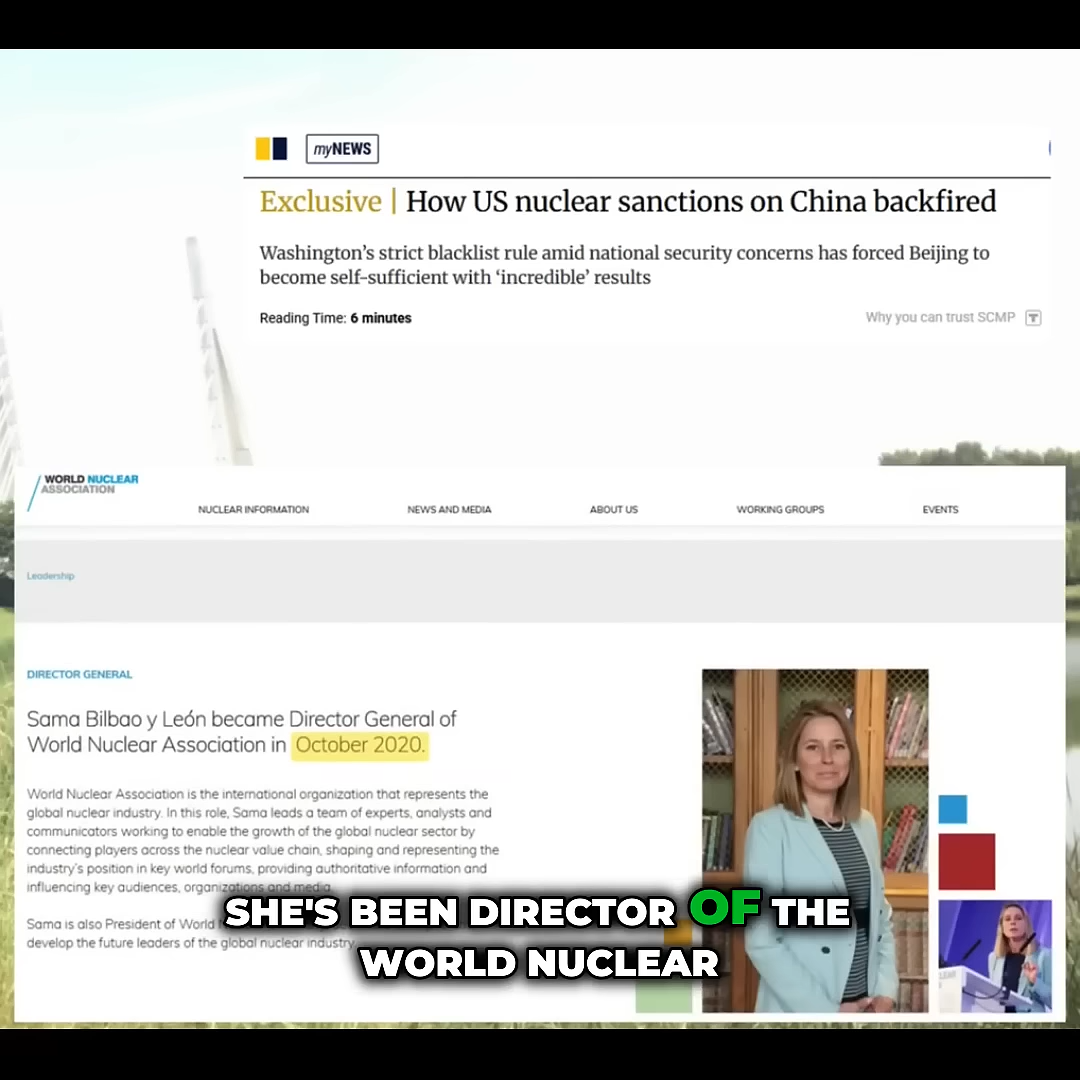 myNEWS
Exclusive | How US nuclear sanctions on China backfired
Washington's strict blacklist rule amid national security concerns has forced Beijing to
become self-sufficient with 'incredible' results
Reading Time: 6 minutes
Why you can trust SCMP
WORLD NUCLEAR
ASSOCIATION
NUCLEAR INFORMATION
NEWS AND MEDIA
ABOUT US
WORKING GROUPS
EVENTS
Leadership
DIRECTOR GENERAL
Sama Bilbao y León became Director General of
World Nuclear Association in October 2020.
World Nuclear Association is the international organization that represents the
global nuclear industry. In this role, Sama leads a team of experts, analysts and
communicators working to enable the growth of the global nuclear sector by
connecting players across the nuclear value chain, shaping and representing the
industry's position in key world forums, providing authoritative information and
influencing key audiences, organizations and media.
Sama is also President of World
develop the future leaders of the global nuclear industry.
SHE'S BEEN DIRECTOR OF THE
WORLD NUCLEAR